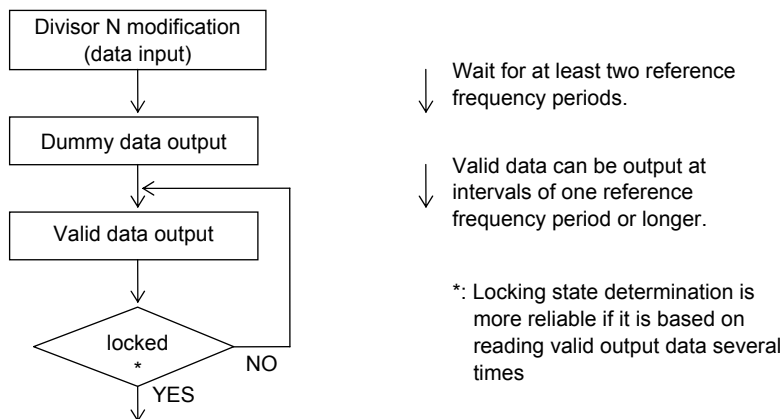 Divisor N modification
(data input)
Dummy data output
Valid data output
locked
*
NO
YES
Wait for at least two reference
frequency periods.
Valid data can be output at
intervals of one reference
frequency period or longer.
*: Locking state determination is
more reliable if it is based on
reading valid output data several
times